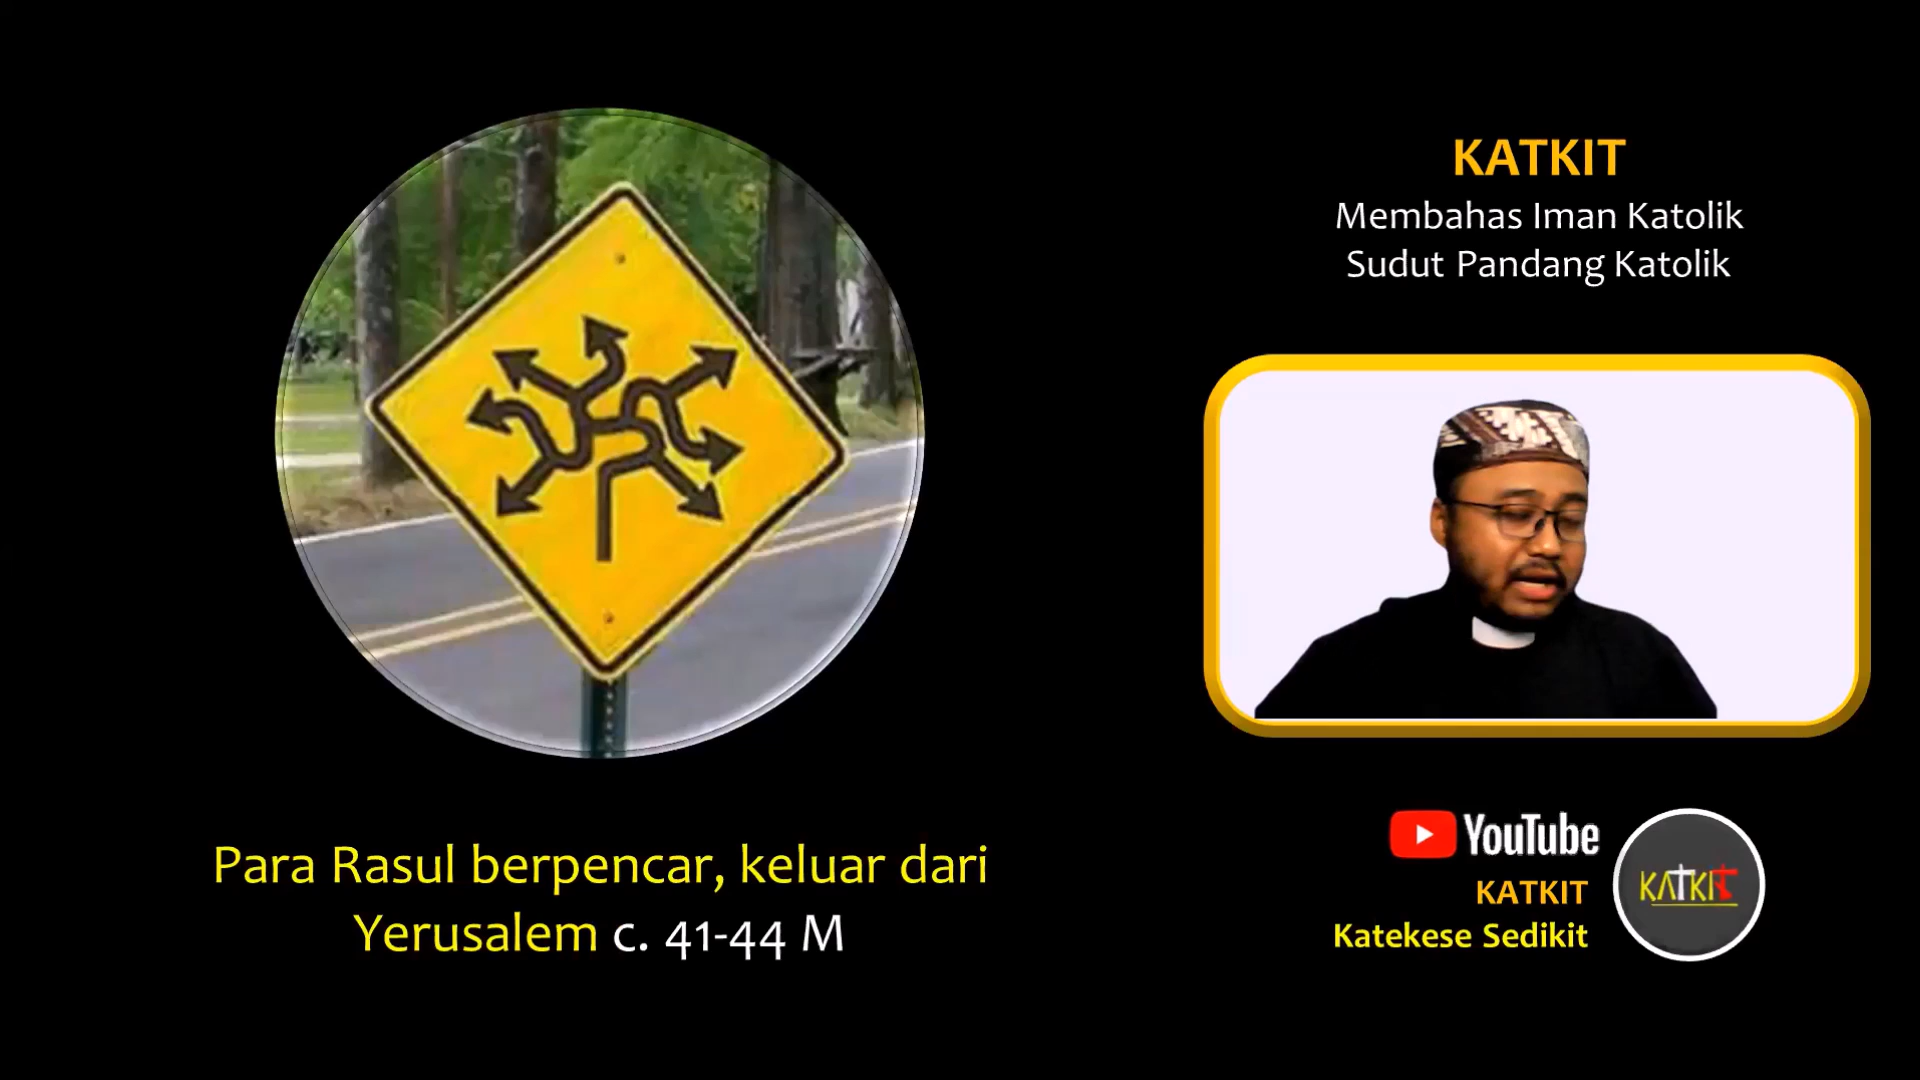 KATKIT
Membahas Iman Katolik
Sudut Pandang Katolik
Para Rasul berpencar, keluar dari
Yerusalem c. 41-44 M
YouTube
KATKIT
Katekese Sedikit
KATKIT